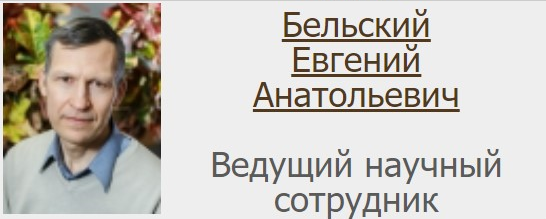 Бельский
Евгений
Анатольевич
Ведущий научный
сотрудник